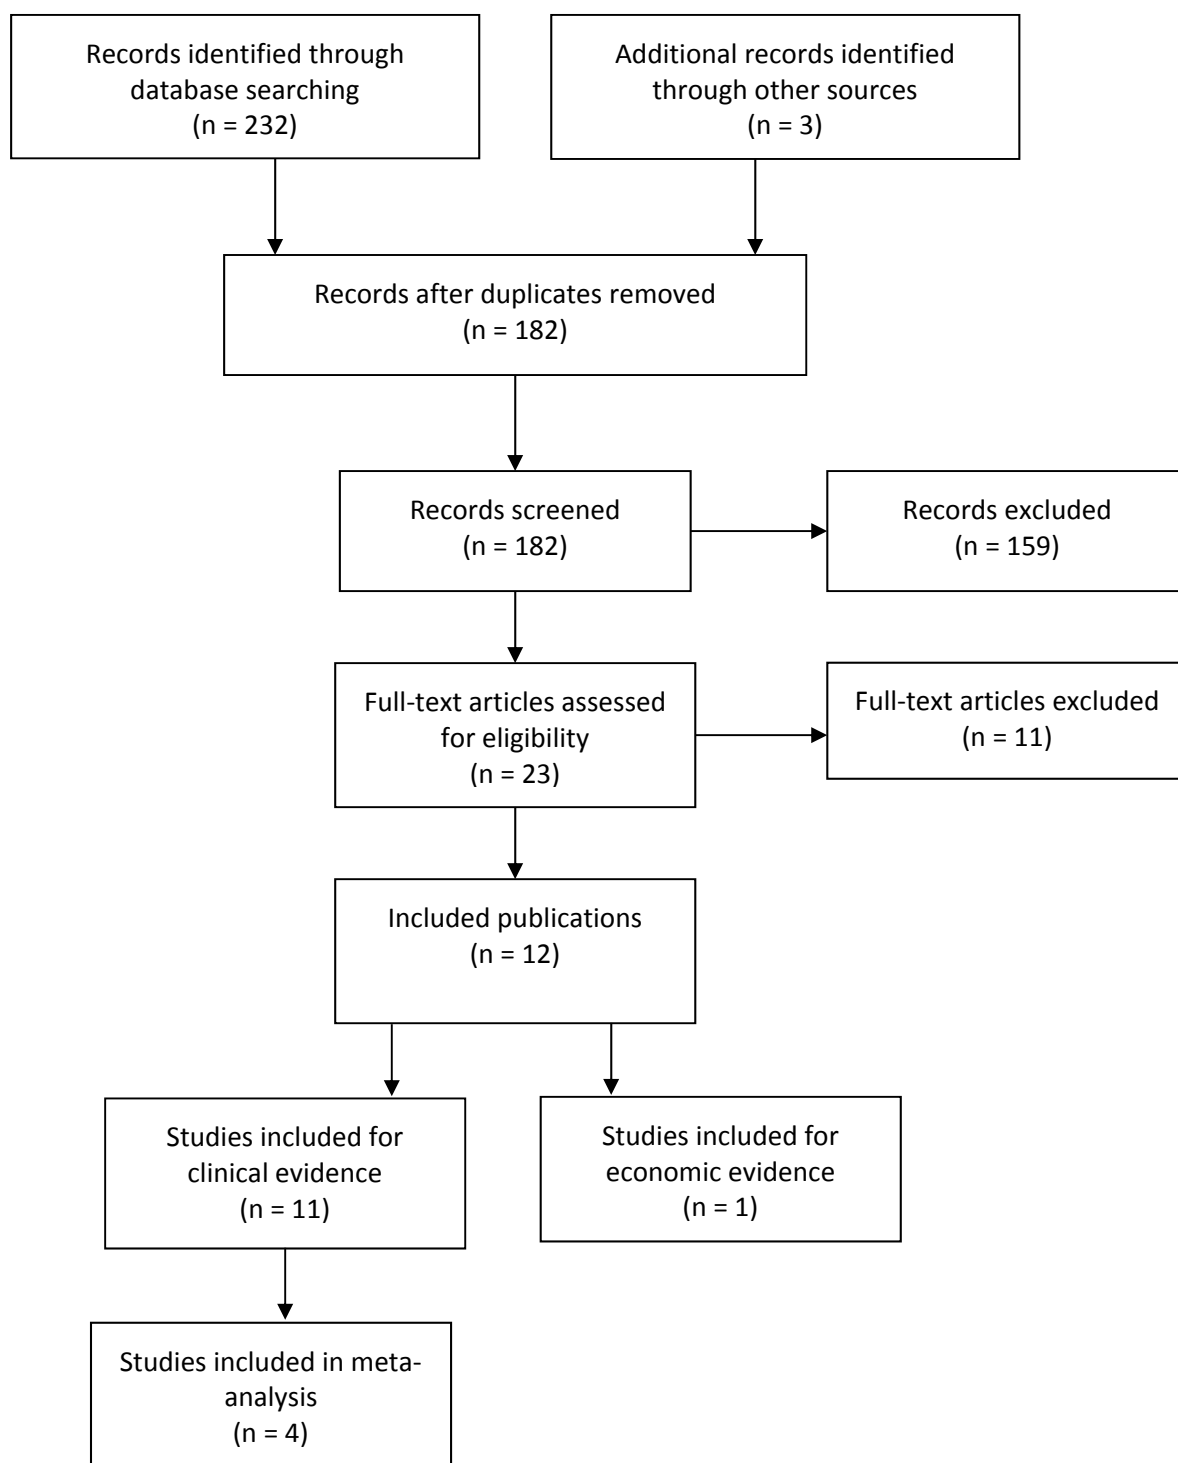 Records identified through
database searching
(n = 232)
Additional records identified
through other sources
(n = 3)
Records after duplicates removed
(n = 182)
Records screened
(n = 182)
Records excluded
(n = 159)
Full-text articles assessed
for eligibility
(n = 23)
Full-text articles excluded
(n = 11)
Included publications
(n = 12)
Studies included for
clinical evidence
(n = 11)
Studies included for
economic evidence
(n = 1)
Studies included in meta-
analysis
(n = 4)